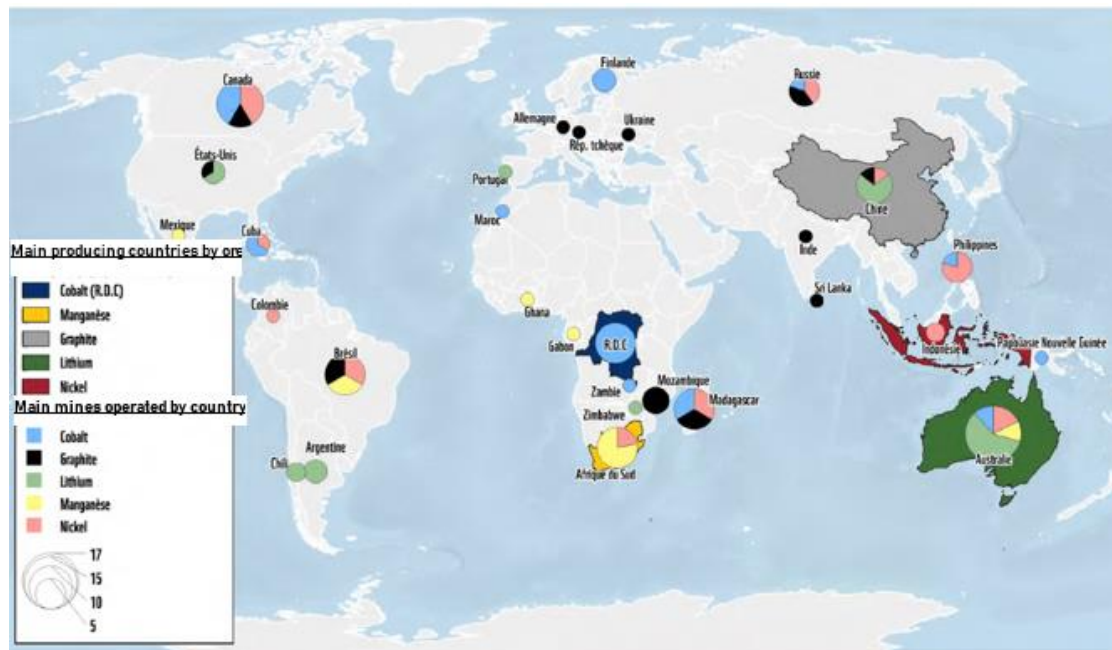 Finlande
Canada
Russie
Allemagne
Ukraine
Rép. tchèque
États-Unis
Portugal
Chine
Maroc
Mexique
Cuba
Inde
Philippines
Main producing countries by ore
Cobalt (R.D.C)
Manganèse
Graphite
Lithium
Nickel
Colombie
Ghana
Sri Lanka
Gabon
R.D.C
Indonésie
Papouasie Nouvelle Guinée
Brésil
Zambie
Mozambique
Madagascar
Zimbabwe
Main mines operated by country
Cobalt
Graphite
Lithium
Manganèse
Nickel
Argentine
Chili
Afrique du Sud
Australie
17
15
10
5